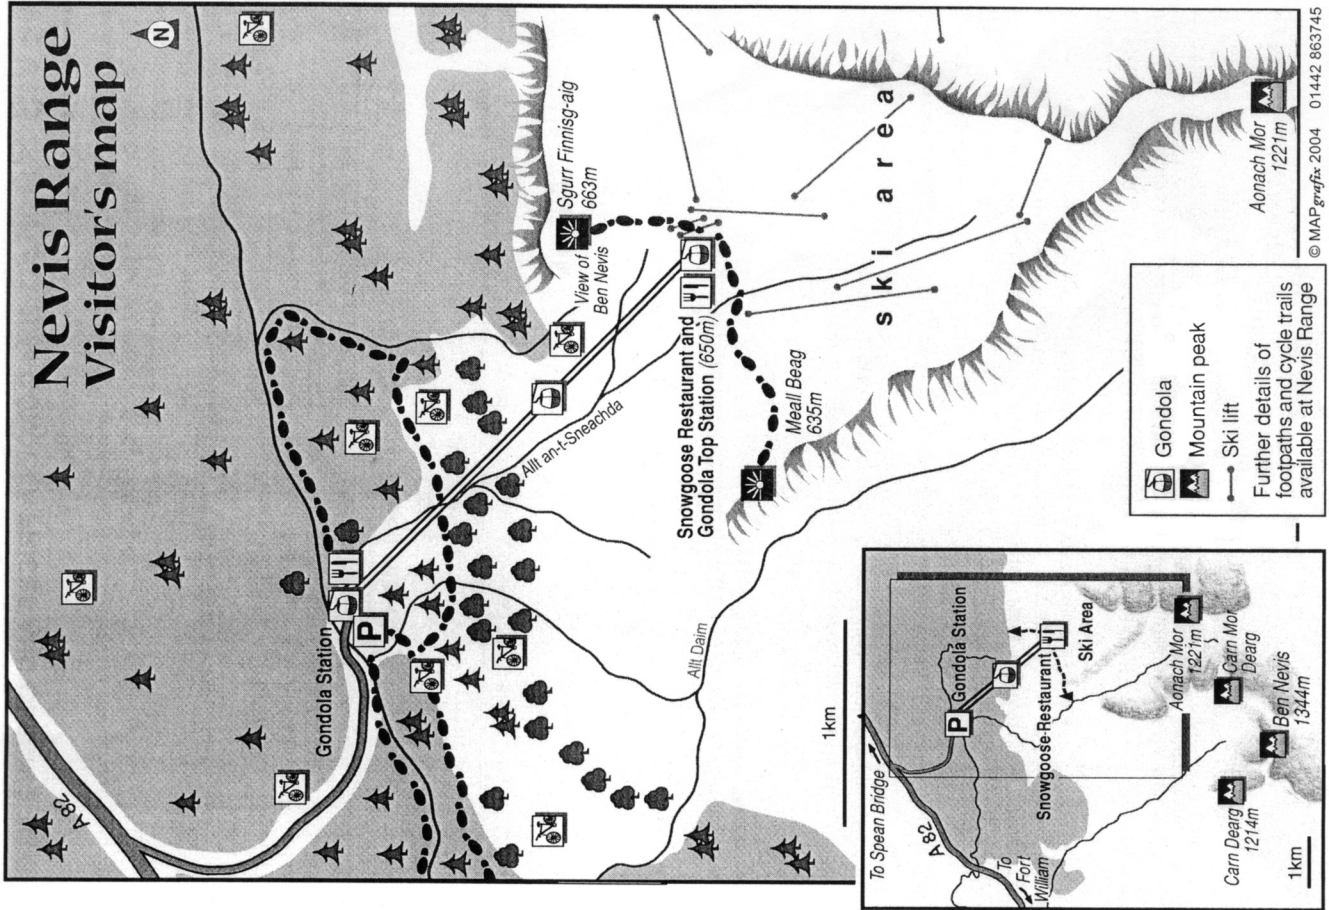 Nevis Range
Visitor's map
N
A82
Gondola Station
P
Sgurr Finnisg-aig
663m
View of
Ben Nevis
Allt an-t-Sneachda
Snowgoose Restaurant and
Gondola Top Station (650m)
Meall Beag
635m
Allt Daim
ski area
Aonach Mor
1221m
1km
Gondola
Mountain peak
Ski lift
Further details of
footpaths and cycle trails
available at Nevis Range
To Spean Bridge
A82
To
Fort
William
P
Gondola Station
Snowgoose Restaurant
Ski Area
Aonach Mor
1221m
Carn Mor
Dearg
Ben Nevis
1344m
Carn Dearg
1214m
1km
© MAPgrafix 2004 01442 863745